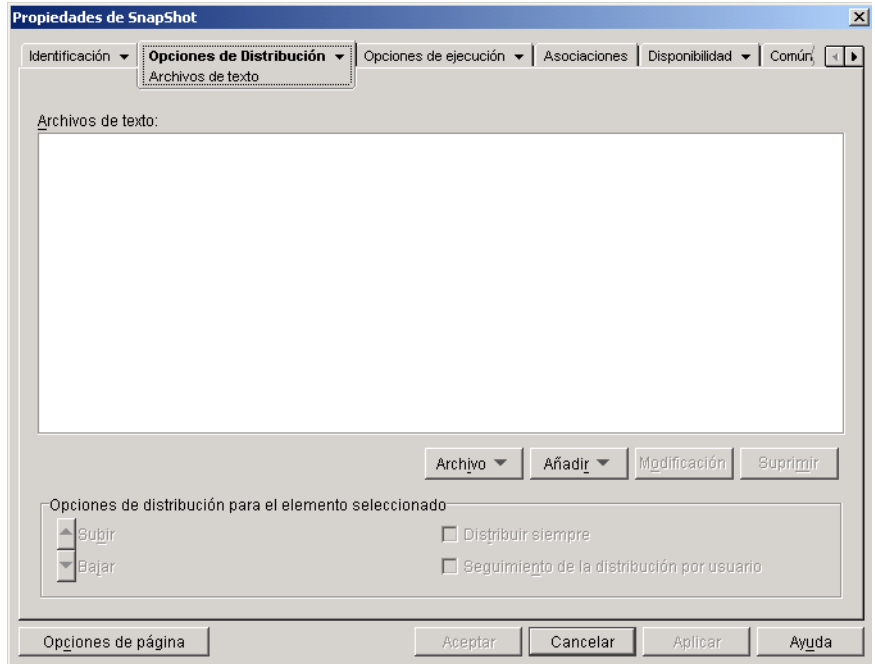 Propiedades de SnapShot
Identificación Opciones de Distribución Opciones de ejecución Asociaciones Disponibilidad Común
Archivos de texto
Archivos de texto:
Archivo Añadir Modificación Suprimir
Opciones de distribución para el elemento seleccionado
Subir Distribuir siempre
Bajar Seguimiento de la distribución por usuario
Opciones de página Aceptar Cancelar Aplicar Ayuda